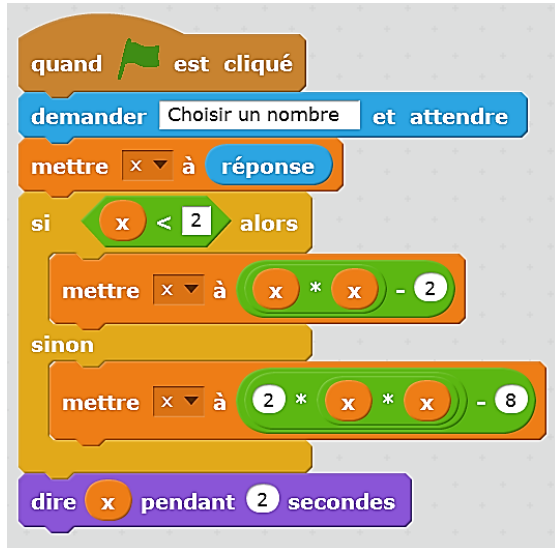 quand est cliqué
demander Choisir un nombre et attendre
mettre x à réponse
si x < 2 alors
mettre x à x * x - 2
sinon
mettre x à 2 * x * x - 8
dire x pendant 2 secondes